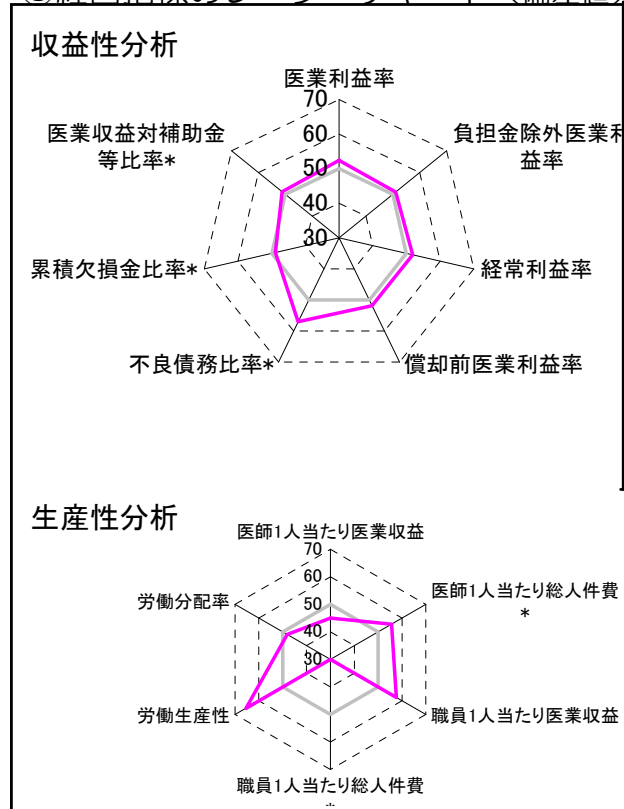 収益性分析
医業利益率
70
60
50
40
30
負担金除外医業利
益率
経常利益率
償却前医業利益率
不良債務比率*
累積欠損金比率*
医業収益対補助金
等比率*
生産性分析
医師1人当たり医業収益
70
60
50
40
30
医師1人当たり総人件費
*
職員1人当たり医業収益
職員1人当たり総人件費
労働生産性
労働分配率